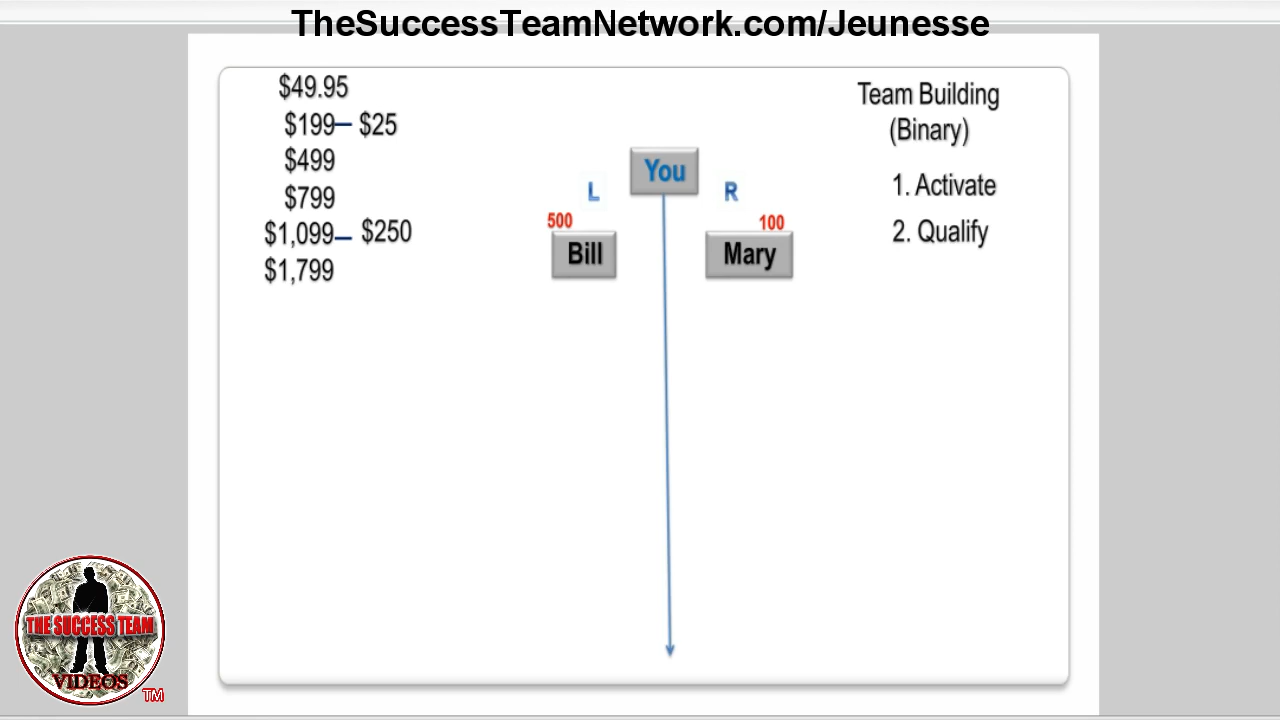 TheSuccessTeamNetwork.com/Jeunesse
$49.95
$199 – $25
$499
$799
$1,099 – $250
$1,799
You
L
R
500
100
Bill
Mary
Team Building
(Binary)
1. Activate
2. Qualify
THE SUCCESS TEAM
VIDEOS
TM